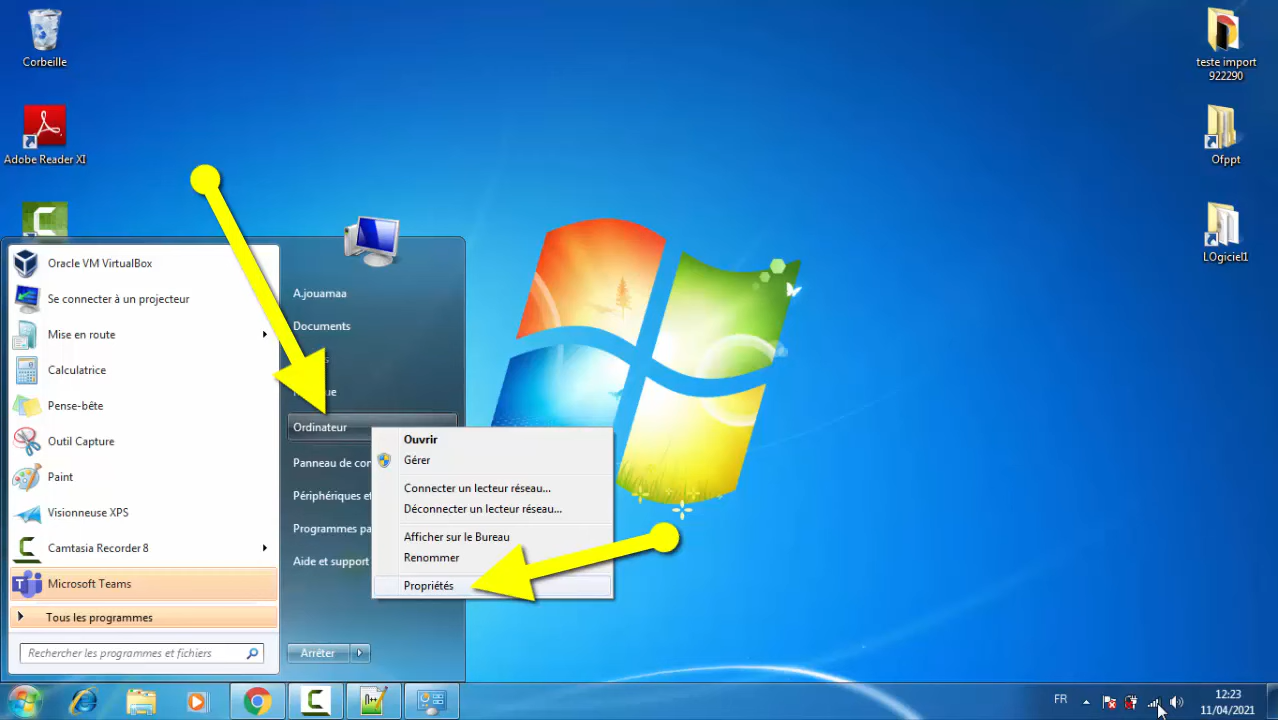 Corbeille
Adobe Reader XI
teste import
922290
Ofppt
LOgiciel1
Oracle VM VirtualBox
Se connecter à un projecteur
Mise en route
Calculatrice
Pense-bête
Outil Capture
Paint
Visionneuse XPS
Camtasia Recorder 8
Microsoft Teams
Tous les programmes
Rechercher les programmes et fichiers
A.jouamaa
Documents
Ordinateur
Panneau de con
Périphériques et
Programmes pa
Aide et support
Arrêter
Ouvrir
Gérer
Connecter un lecteur réseau...
Déconnecter un lecteur réseau...
Afficher sur le Bureau
Renommer
Propriétés
FR
12:23
11/04/2021